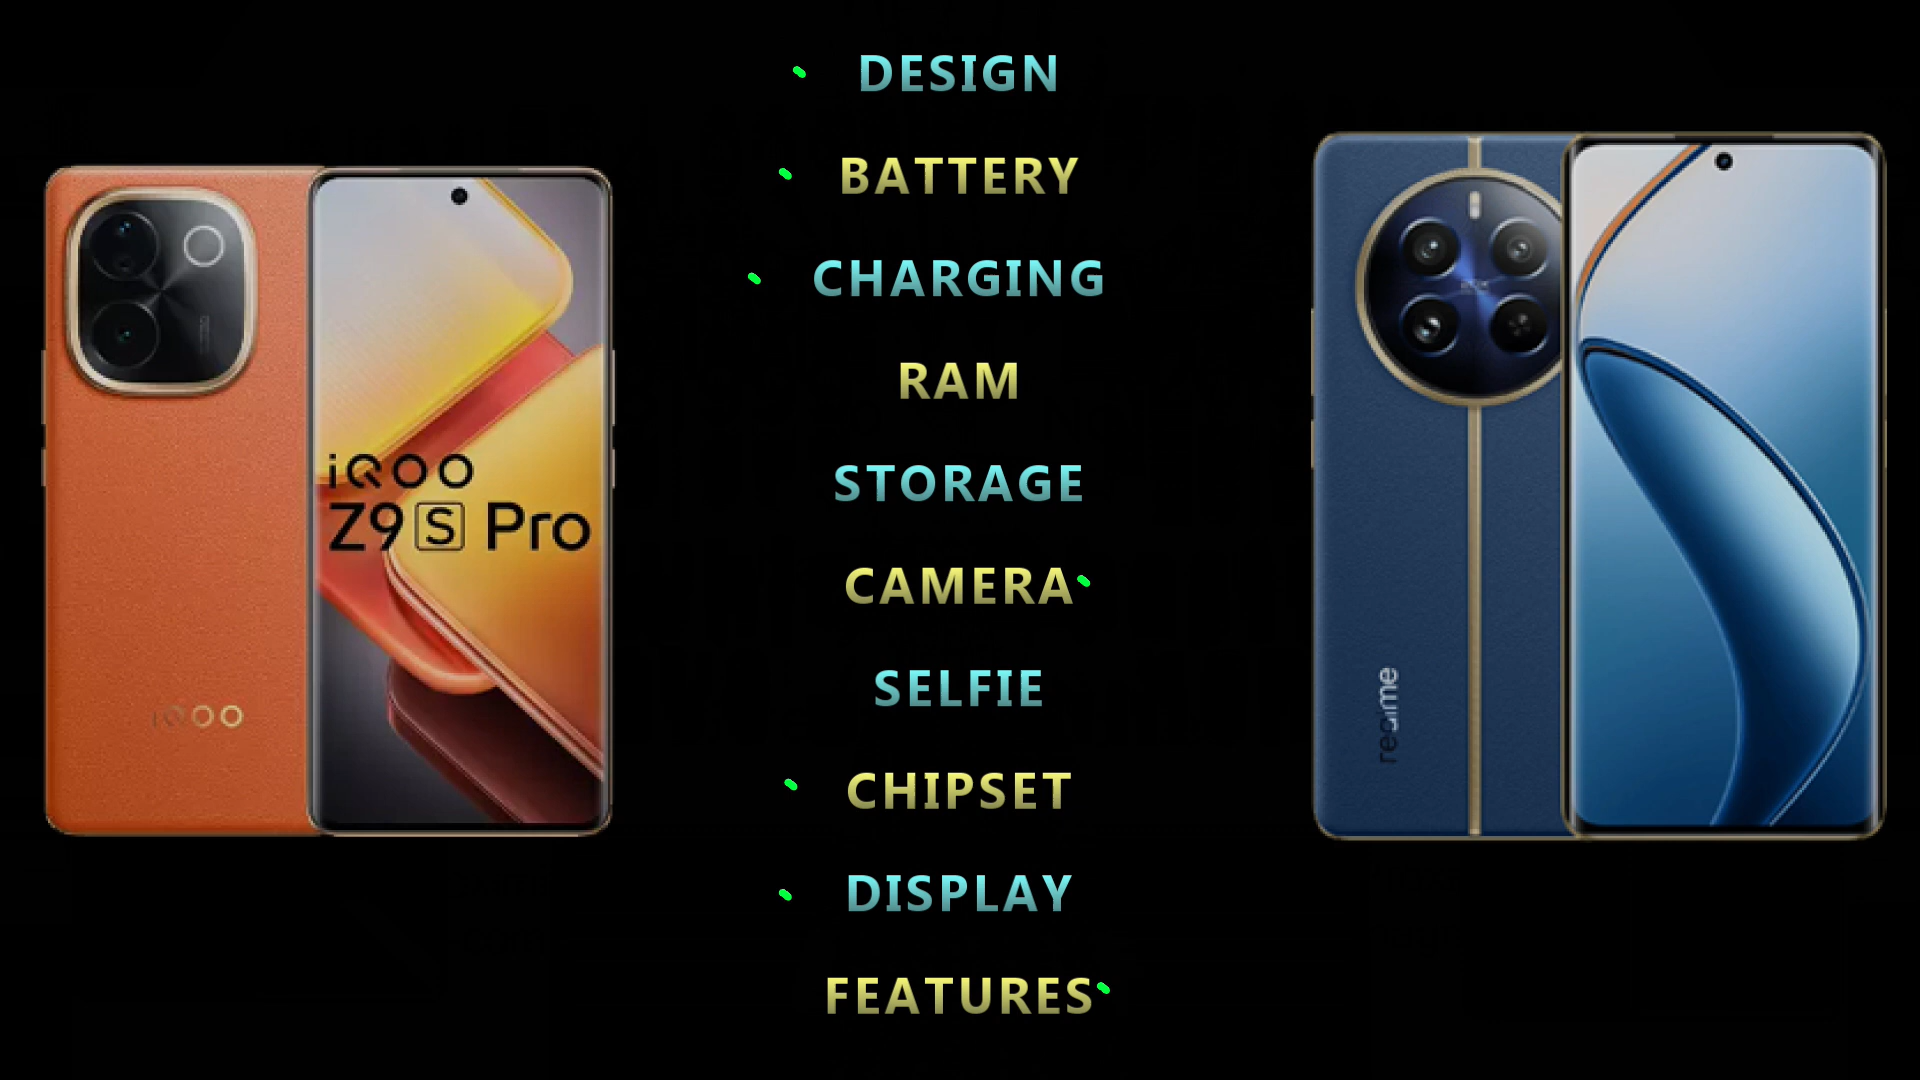 DESIGN
BATTERY
CHARGING
RAM
STORAGE
CAMERA
SELFIE
CHIPSET
DISPLAY
FEATURES
iQOO
Z9S Pro
iQOO
realme